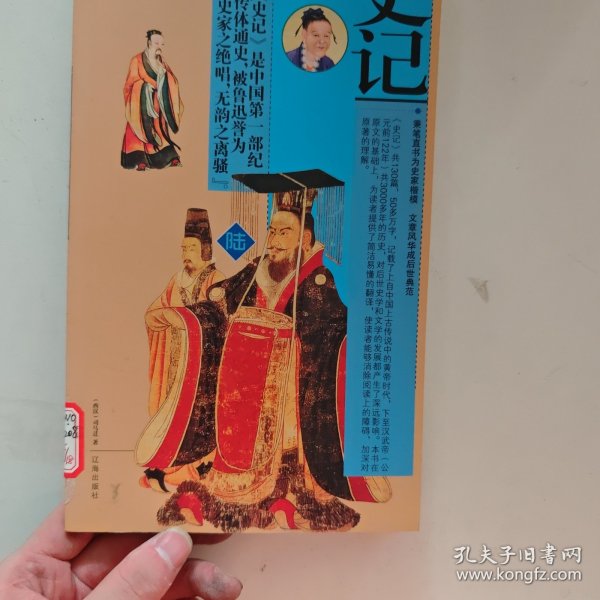 史记
秉笔直书为史家楷模 文章风华成后世典范
《史记》共130篇，50多万字，记载了上自中国上古传说中的黄帝时代，下至汉武帝（公
元前122年）共3000多年的历史，对后世史学和文学的发展都产生了深远影响。本书在
原文的基础上，为读者提供了简洁易懂的翻译，使读者能够消除阅读上的障碍，加深对
原著的理解。
史记》是中国第一部纪
传体通史，被鲁迅誉为
史家之绝唱，无韵之离骚
』。
陆
（西汉）司马迁 著
辽海出版社
NO
孔夫子旧书网
www.kongfz.com